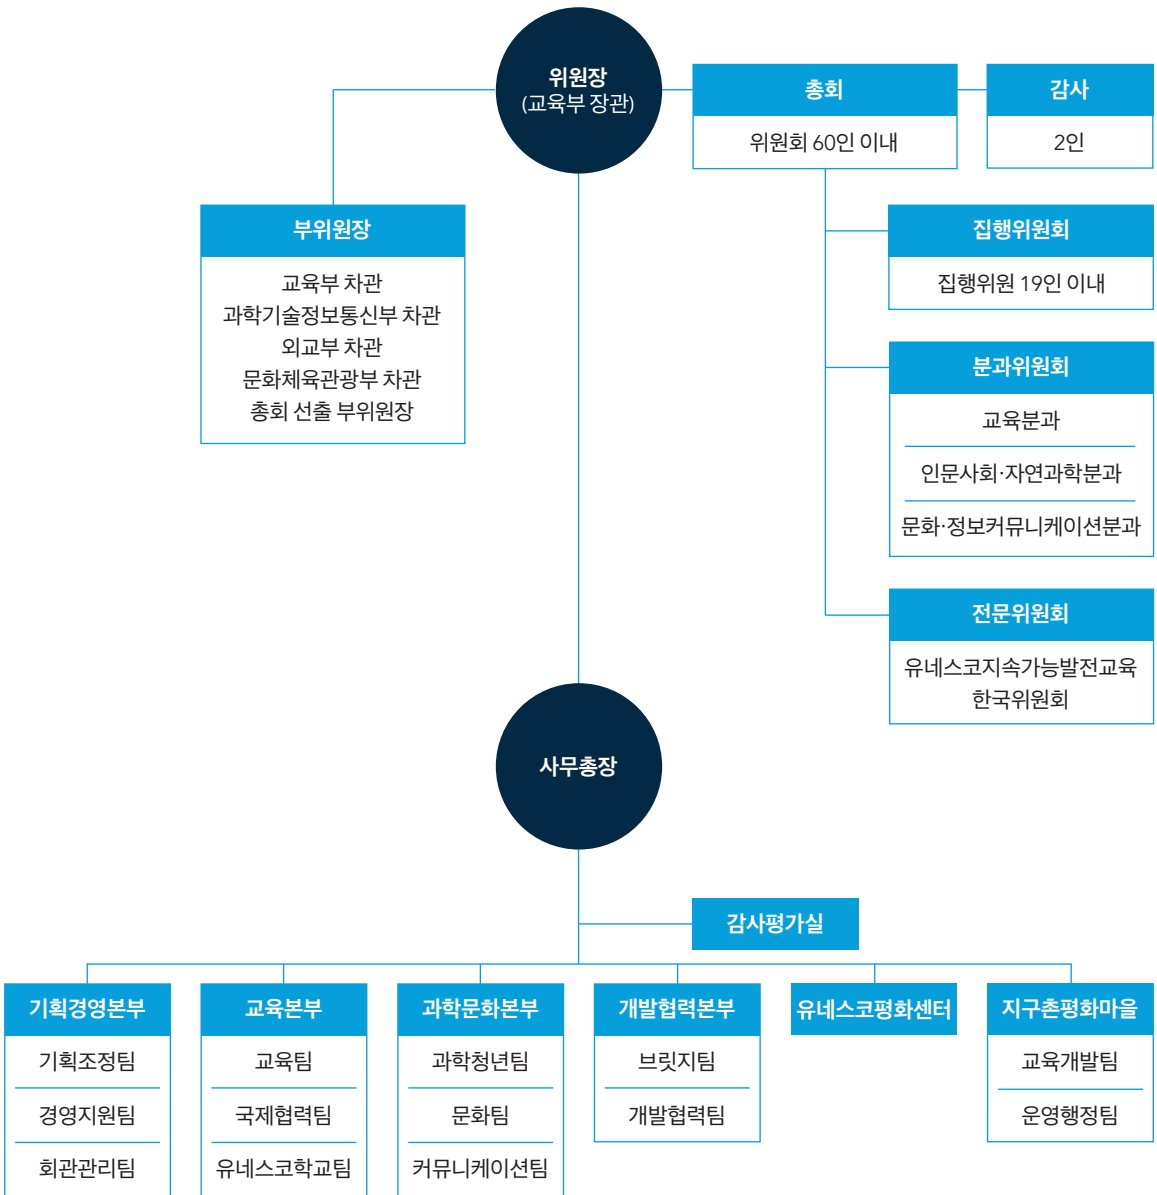 위원장
(교육부 장관)
총회
위원회 60인 이내
감사
2인
부위원장
교육부 차관
과학기술정보통신부 차관
외교부 차관
문화체육관광부 차관
총회 선출 부위원장
집행위원회
집행위원 19인 이내
분과위원회
교육분과
인문사회·자연과학분과
문화·정보커뮤니케이션분과
전문위원회
유네스코지속가능발전교육
한국위원회
사무총장
감사평가실
기획경영본부
기획조정팀
경영지원팀
회관관리팀
교육본부
교육팀
국제협력팀
유네스코학교팀
과학문화본부
과학청년팀
문화팀
커뮤니케이션팀
개발협력본부
브릿지팀
개발협력팀
유네스코평화센터
지구촌평화마을
교육개발팀
운영행정팀